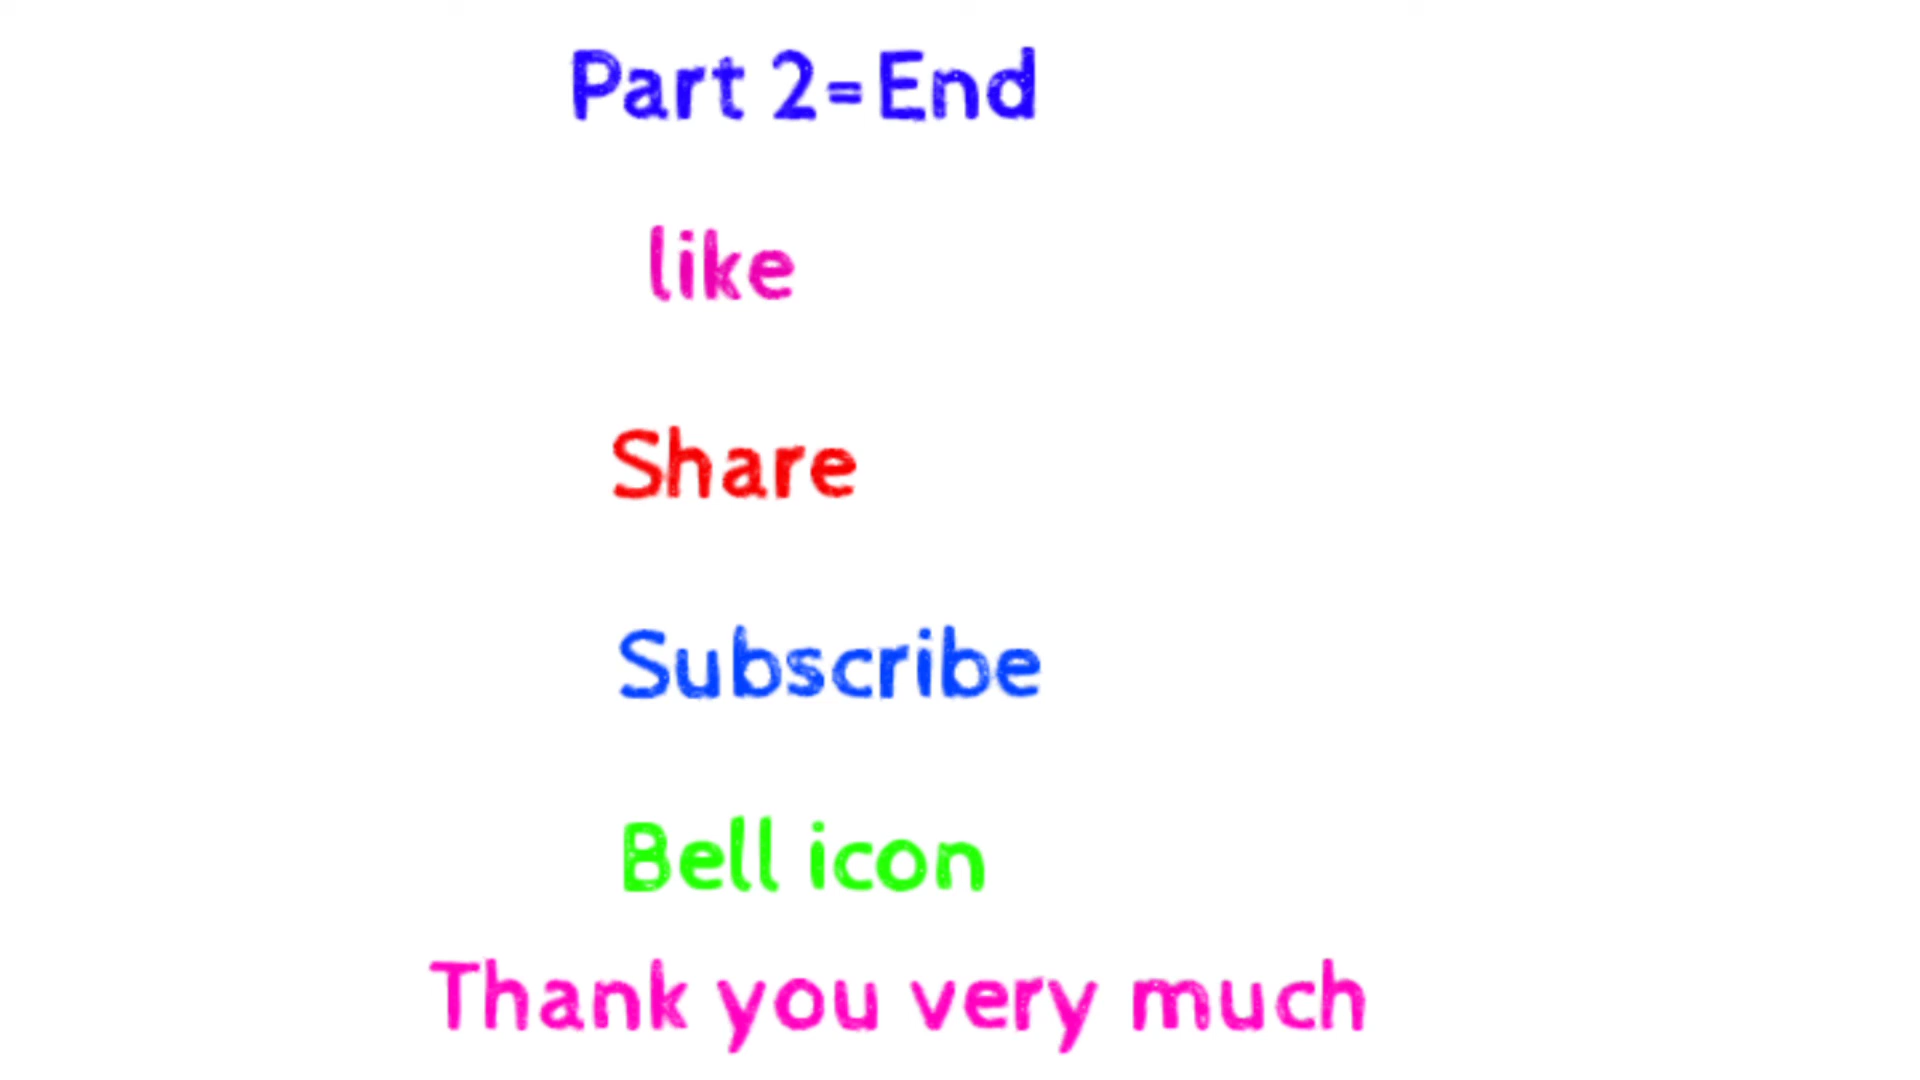 Part 2=End
like
Share
Subscribe
Bell icon
Thank you very much